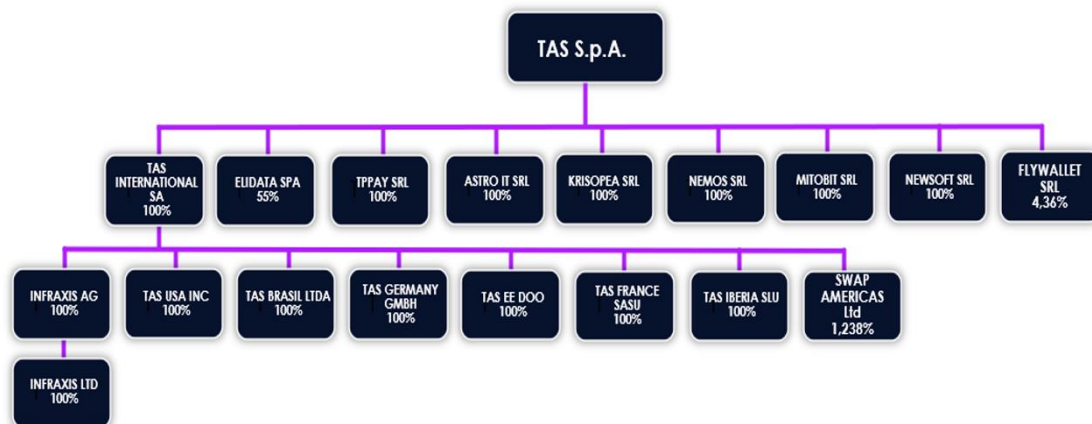 TAS S.p.A.
TAS
INTERNATIONAL
SA
100%
ELIDATA SPA
55%
TPPAY SRL
100%
ASTRO IT SRL
100%
KRISOPEA SRL
100%
NEMOS SRL
100%
MITOBIT SRL
100%
NEWSOFT SRL
100%
FLYWALLET
SRL
4,36%
INFRAXIS AG
100%
TAS USA INC
100%
TAS BRASIL LTDA
100%
TAS GERMANY
GMBH
100%
TAS EE DOO
100%
TAS FRANCE
SASU
100%
TAS IBERIA SLU
100%
SWAP
AMERICAS
Ltd
1,238%
INFRAXIS LTD
100%